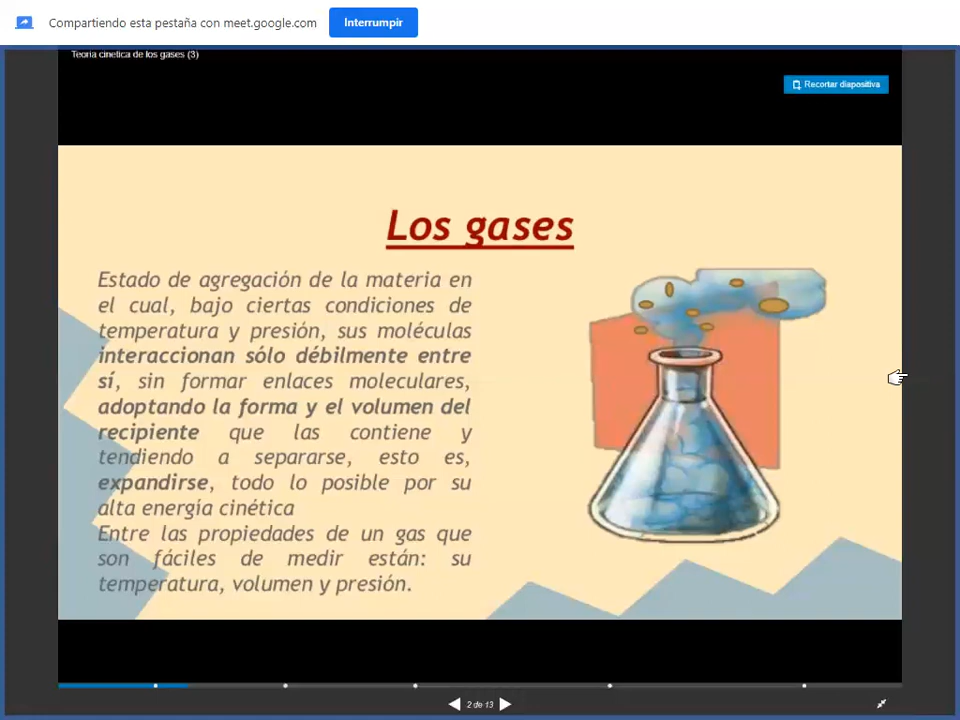 Compartiendo esta pestaña con meet.google.com
Interrumpir
Teoria cinetica de los gases (3)
Recortar diapositiva
Los gases
Estado de agregación de la materia en
el cual, bajo ciertas condiciones de
temperatura y presión, sus moléculas
interaccionan sólo débilmente entre
sí, sin formar enlaces moleculares,
adoptando la forma y el volumen del
recipiente que las contiene y
tendiendo a separarse, esto es,
expandirse, todo lo posible por su
alta energía cinética
Entre las propiedades de un gas que
son fáciles de medir están: su
temperatura, volumen y presión.
2 de 13